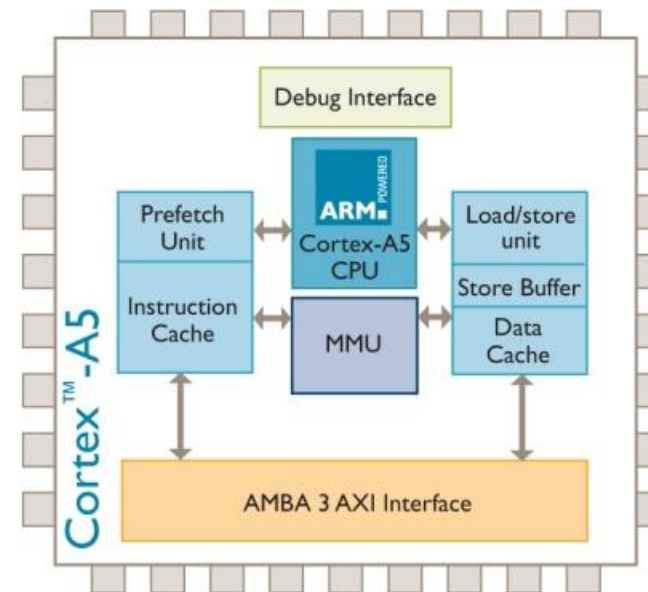 Debug Interface
ARM
POWERED
Cortex-A5
CPU
Prefetch
Unit
Instruction
Cache
MMU
Load/store
unit
Store Buffer
Data
Cache
AMBA 3 AXI Interface
Cortex™-A5